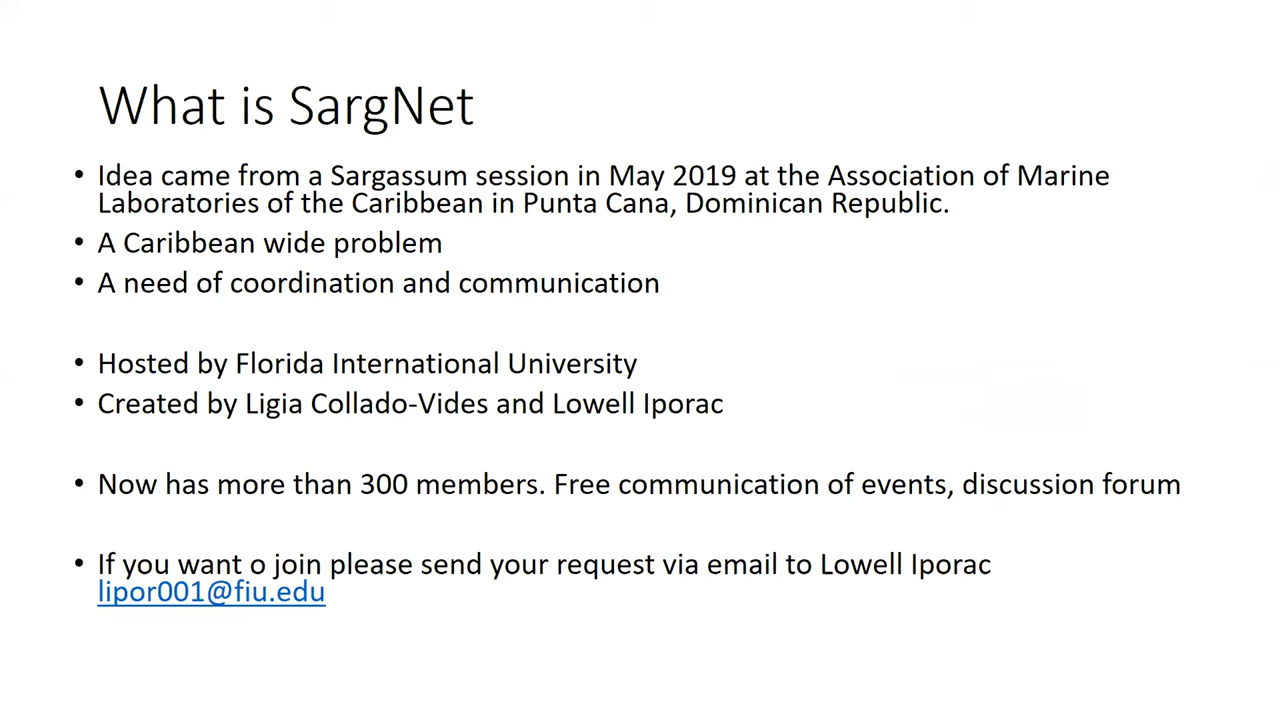 What is SargNet
• Idea came from a Sargassum session in May 2019 at the Association of Marine
Laboratories of the Caribbean in Punta Cana, Dominican Republic.
• A Caribbean wide problem
• A need of coordination and communication
• Hosted by Florida International University
• Created by Ligia Collado-Vides and Lowell Iporac
• Now has more than 300 members. Free communication of events, discussion forum
• If you want o join please send your request via email to Lowell Iporac
lipor001@fiu.edu